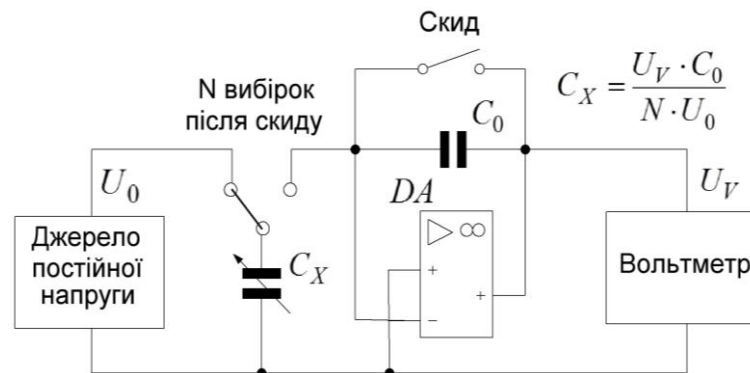 Скид
N вибірок
після скиду
C_X = U_V · C_0 / N · U_0
C_0
U_0
DA
U_V
▷ ∞
Джерело
постійної
напруги
C_X
+
+
−
Вольтметр